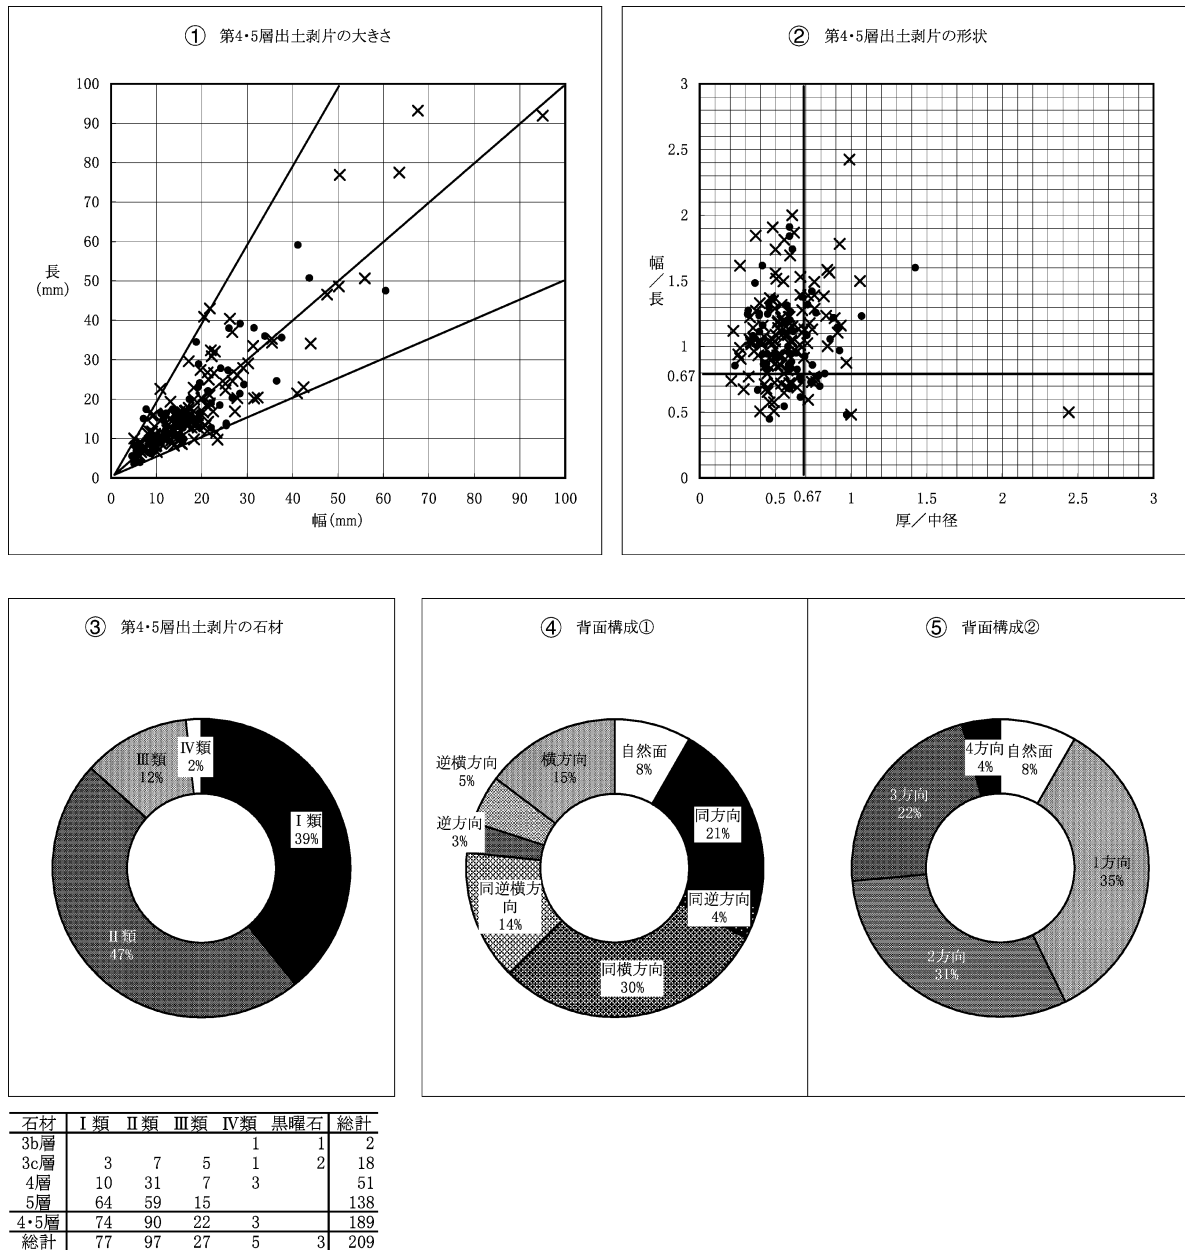 ① 第4・5層出土剥片の大きさ
100
90
80
70
60
50
40
30
20
10
0
長
(mm)
0 10 20 30 40 50 60 70 80 90 100
幅(mm)
② 第4・5層出土剥片の形状
3
2.5
2
1.5
1
0.67
0.5
0
幅
／
長
0 0.5 0.67 1 1.5 2 2.5 3
厚／中径
③ 第4・5層出土剥片の石材
Ⅳ類
2%
Ⅲ類
12%
Ⅰ類
39%
Ⅱ類
47%
④ 背面構成①
自然面
8%
横方向
15%
逆横方向
5%
同方向
21%
逆方向
3%
同逆横方
向
14%
同逆方向
4%
同横方向
30%
⑤ 背面構成②
4方向
4%
自然面
8%
3方向
22%
1方向
35%
2方向
31%
石材 Ⅰ類 Ⅱ類 Ⅲ類 Ⅳ類 黒曜石 総計
3b層 1 1 2
3c層 3 7 5 1 2 18
4層 10 31 7 3 51
5層 64 59 15 138
4・5層 74 90 22 3 189
総計 77 97 27 5 3 209